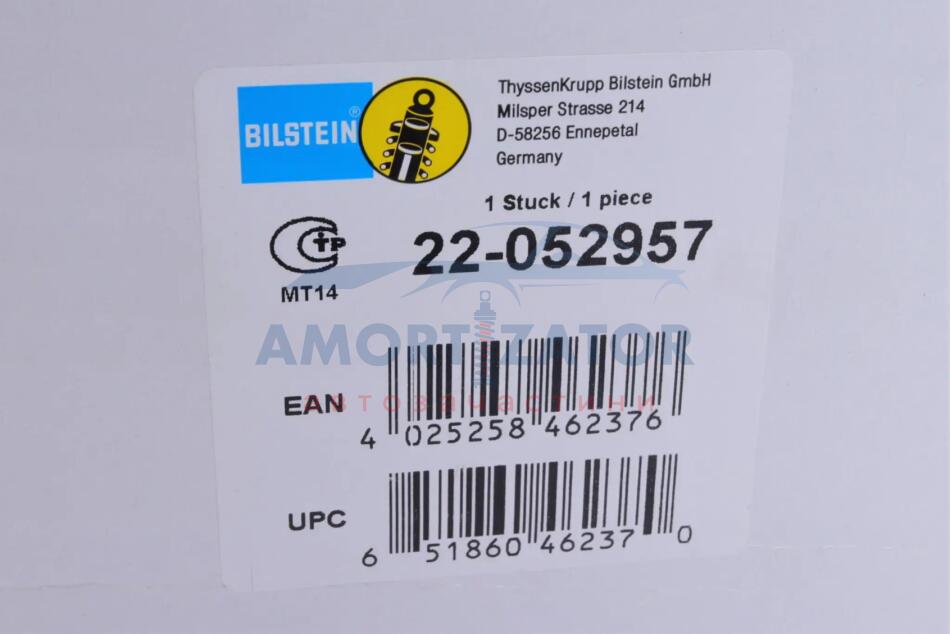 ThyssenKrupp Bilstein GmbH
Milsper Strasse 214
D-58256 Ennepetal
Germany
BILSTEIN®
1 Stuck / 1 piece
22-052957
СТР
MT14
AMORTIZATOR
автозапчастини
EAN
4 025258 462376
UPC
6 51860 46237 0